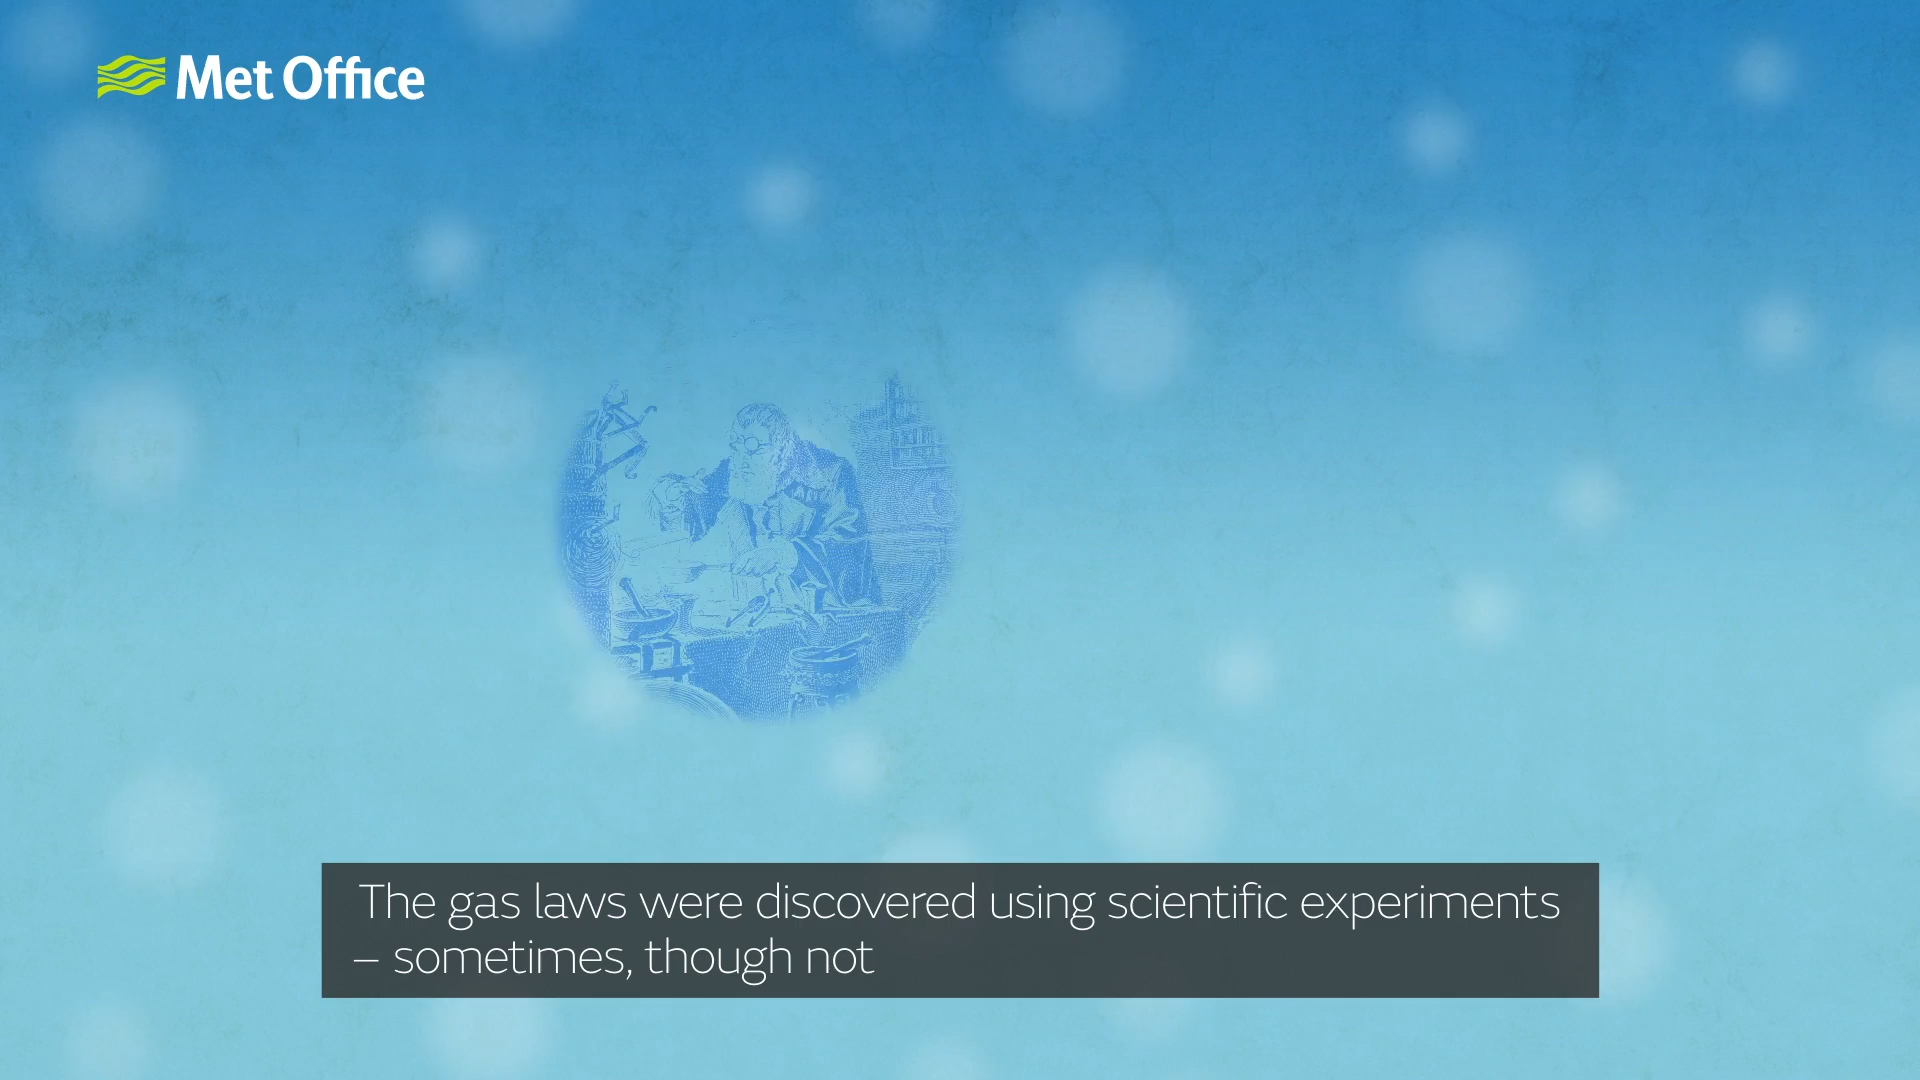 Met Office
The gas laws were discovered using scientific experiments
– sometimes, though not